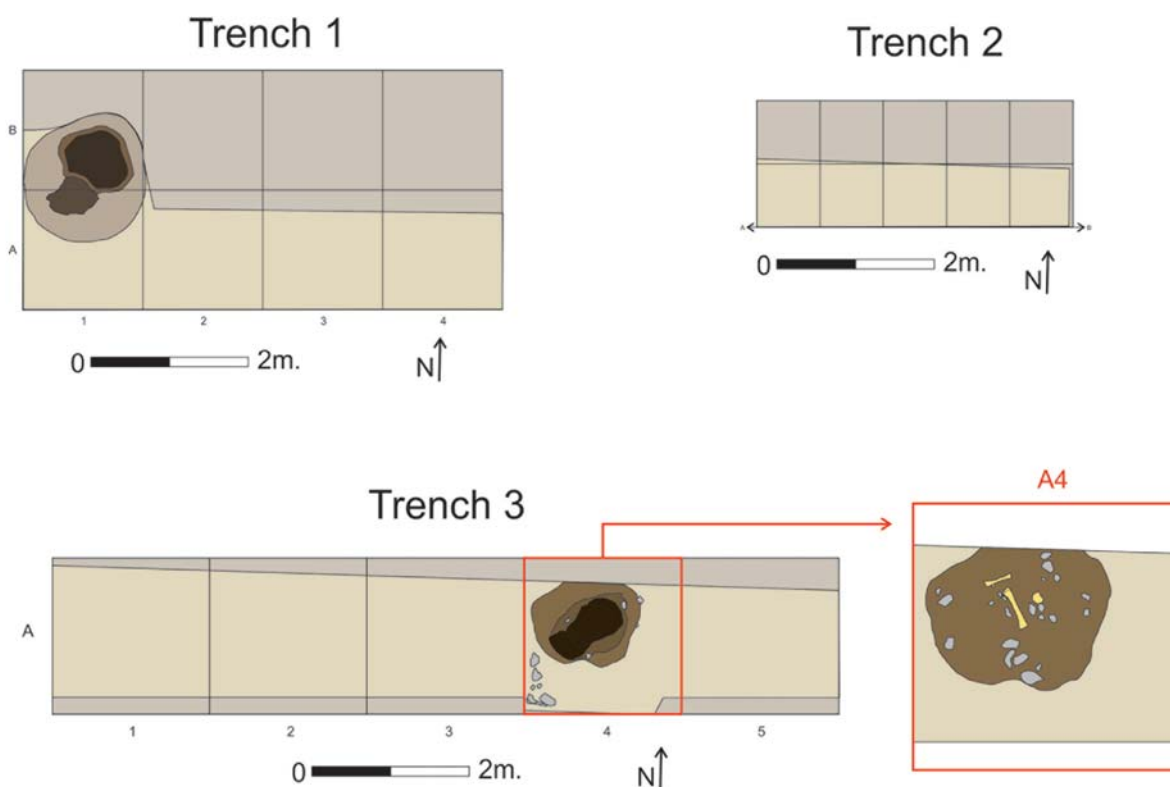 Trench 1
B
A
1 2 3 4
0 2m.
N
Trench 2
A B
0 2m.
N
Trench 3
A
1 2 3 4 5
0 2m.
N
A4